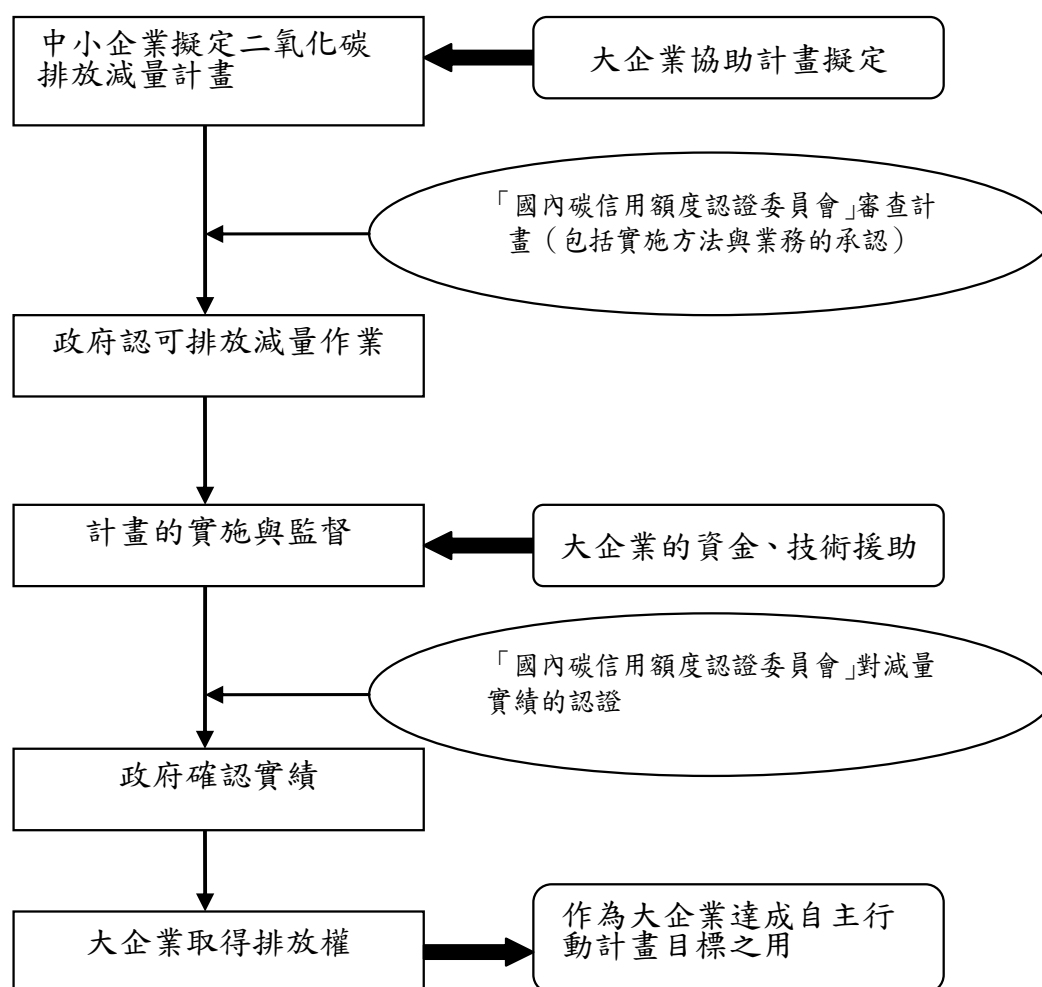 中小企業擬定二氧化碳
排放減量計畫
大企業協助計畫擬定
「國內碳信用額度認證委員會」審查計
畫（包括實施方法與業務的承認）
政府認可排放減量作業
計畫的實施與監督
大企業的資金、技術援助
「國內碳信用額度認證委員會」對減量
實績的認證
政府確認實績
大企業取得排放權
作為大企業達成自主行
動計畫目標之用